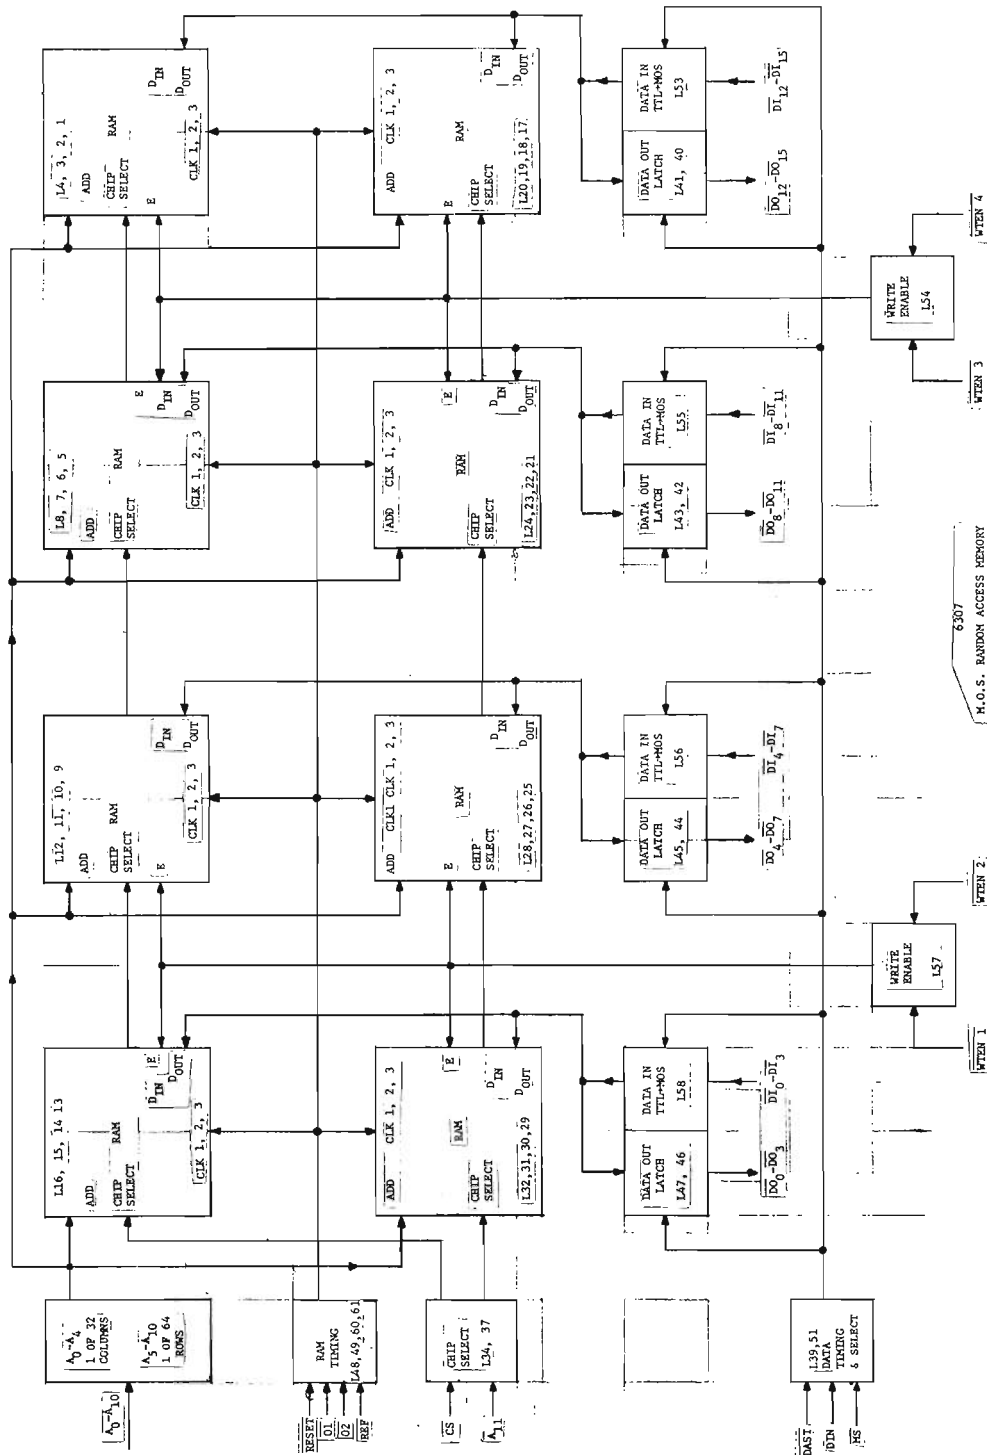 A0-A10
A0-A4
1 OF 32
COLUMNS
A5-A10
1 OF 64
ROWS
L16, 15, 14 13
ADD
CHIP
SELECT
RAM
DIN
E
DOUT
CLK 1, 2, 3
L12, 11, 10, 9
ADD
CHIP
SELECT
E
RAM
DIN
DOUT
CLK 1, 2, 3
L8, 7, 6, 5
ADD
CHIP
SELECT
RAM
E
DIN
DOUT
CLK 1, 2, 3
L4, 3, 2, 1
ADD
CHIP
SELECT
E
RAM
DIN
DOUT
CLK 1, 2, 3
RESET
O1
O2
REF
RAM
TIMING
L48,49,60,61
CS
A11
CHIP
SELECT
L34, 37
ADD CLK 1, 2, 3
E
CHIP
SELECT
RAM
DIN
DOUT
L32,31,30,29
ADD CLK1 CLK 1, 2, 3
E
CHIP
SELECT
RAM
DIN
DOUT
L28,27,26,25
ADD CLK 1, 2, 3
E
CHIP
SELECT
RAM
DIN
DOUT
L24,23,22,21
ADD CLK 1, 2, 3
E
CHIP
SELECT
RAM
DIN
DOUT
L20,19,18,17
DATA OUT
LATCH
L47, 46
DATA IN
TTL→MOS
L58
DO0-DO3
DI0-DI3
DATA OUT
LATCH
L45, 44
DATA IN
TTL→MOS
L56
DO4-DO7
DI4-DI7
DATA OUT
LATCH
L43, 42
DATA IN
TTL→MOS
L55
DO8-DO11
DI8-DI11
DATA OUT
LATCH
L41, 40
DATA IN
TTL→MOS
L53
DO12-DO15
DI12-DI15
DAST
DIN
MS
L39,51
DATA
TIMING
& SELECT
WRITE
ENABLE
L57
WTEN 1
WTEN 2
WRITE
ENABLE
L54
WTEN 3
WTEN 4
6307
M.O.S. RANDOM ACCESS MEMORY